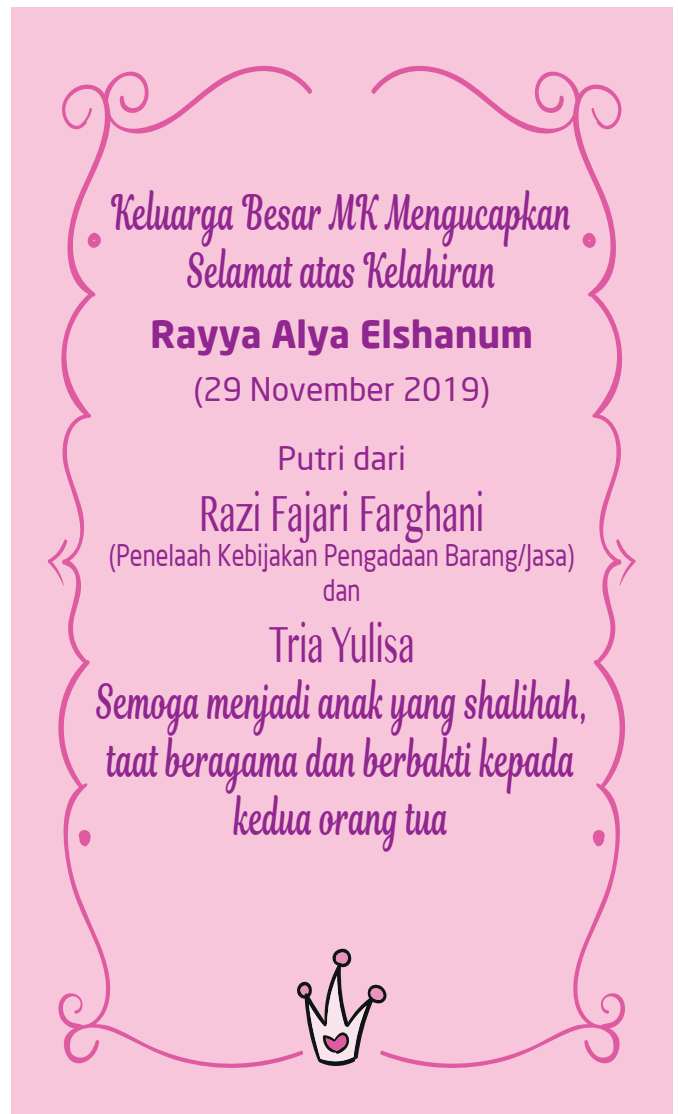 Keluarga Besar MK Mengucapkan
Selamat atas Kelahiran
Rayya Alya Elshanum
(29 November 2019)
Putri dari
Razi Fajari Farghani
(Penelaah Kebijakan Pengadaan Barang/Jasa)
dan
Tria Yulisa
Semoga menjadi anak yang shalihah,
taat beragama dan berbakti kepada
kedua orang tua